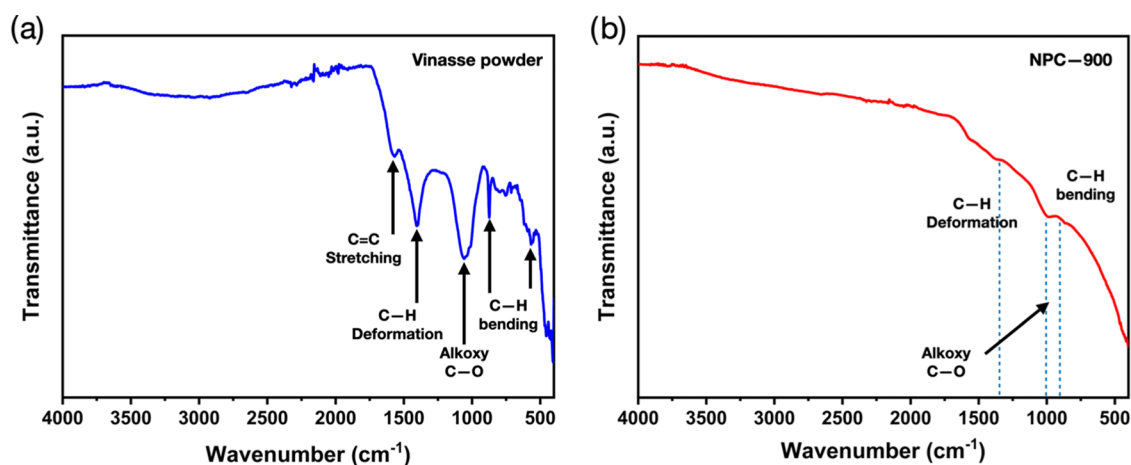 (a)
Vinasse powder
Transmittance (a.u.)
C=C
Stretching
C—H
Deformation
Alkoxy
C—O
C—H
bending
4000 3500 3000 2500 2000 1500 1000 500
Wavenumber (cm⁻¹)
(b)
NPC—900
Transmittance (a.u.)
C—H
Deformation
C—H
bending
Alkoxy
C—O
4000 3500 3000 2500 2000 1500 1000 500
Wavenumber (cm⁻¹)